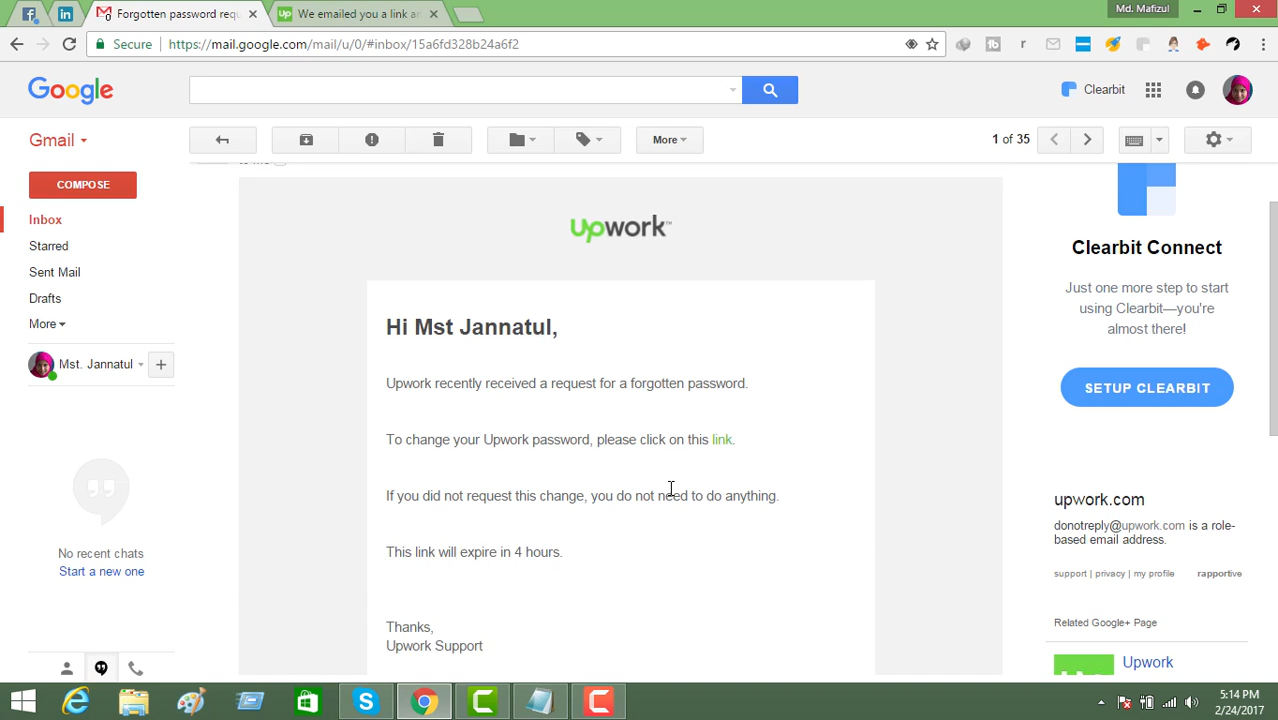 Forgotten password requ
We emailed you a link an
Md. Mafizul
Secure
https://mail.google.com/mail/u/0/#inbox/15a6fd328b24a6f2
Google
Clearbit
Gmail
More
1 of 35
COMPOSE
Inbox
Starred
Sent Mail
Drafts
More
Mst. Jannatul
No recent chats
Start a new one
upwork™
Hi Mst Jannatul,
Upwork recently received a request for a forgotten password.
To change your Upwork password, please click on this link.
If you did not request this change, you do not need to do anything.
This link will expire in 4 hours.
Thanks,
Upwork Support
Clearbit Connect
Just one more step to start
using Clearbit—you're
almost there!
SETUP CLEARBIT
upwork.com
donotreply@upwork.com is a role-
based email address.
support | privacy | my profile rapportive
Related Google+ Page
Upwork
5:14 PM
2/24/2017